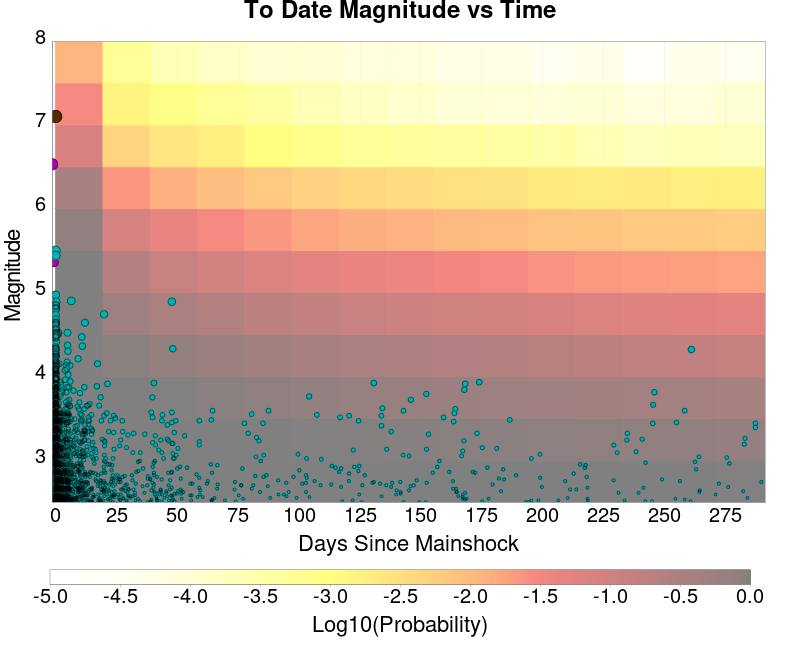 To Date Magnitude vs Time
8
7
6
5
4
3
Magnitude
0 25 50 75 100 125 150 175 200 225 250 275
Days Since Mainshock
-5.0 -4.5 -4.0 -3.5 -3.0 -2.5 -2.0 -1.5 -1.0 -0.5 0.0
Log10(Probability)